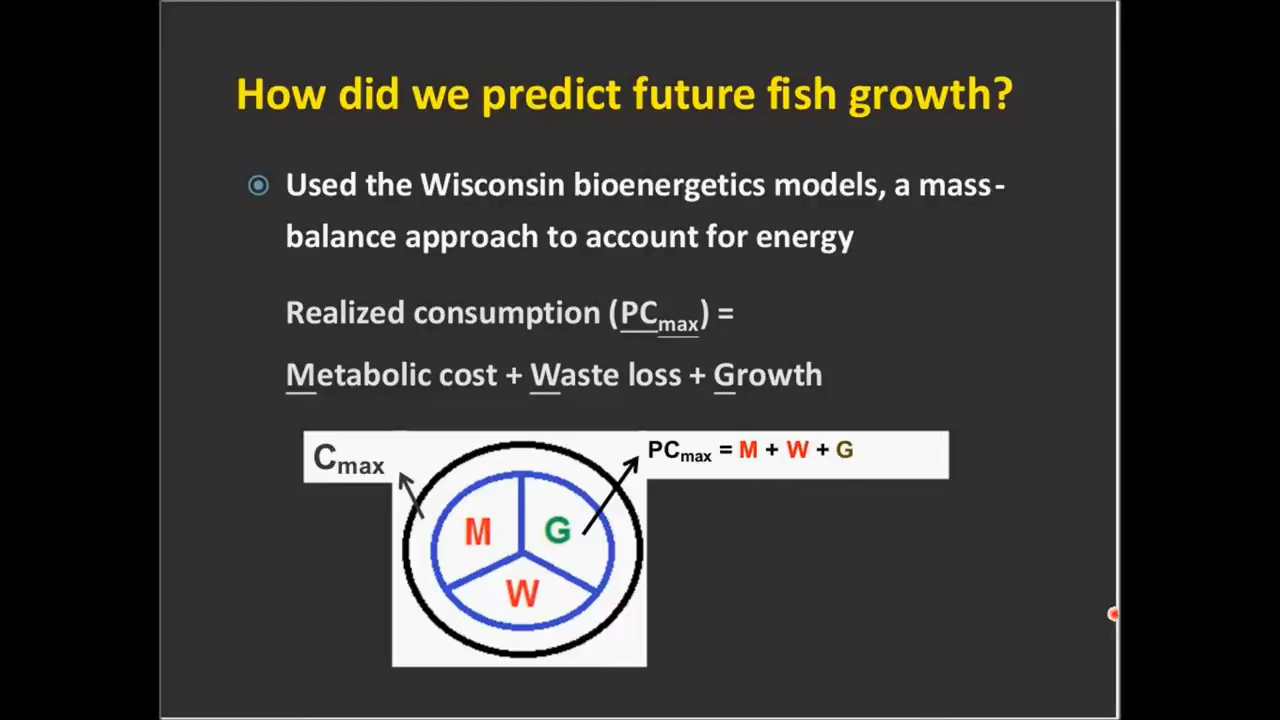 How did we predict future fish growth?
Used the Wisconsin bioenergetics models, a mass-
balance approach to account for energy
Realized consumption (PCmax) =
Metabolic cost + Waste loss + Growth
Cmax
PCmax = M + W + G
M
G
W